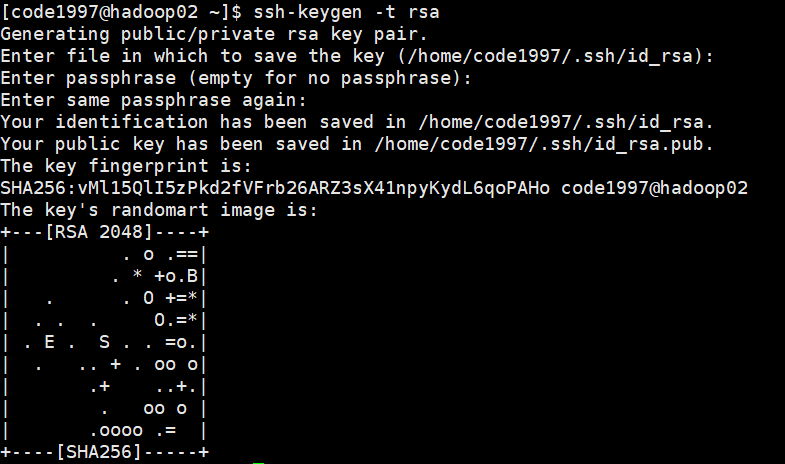 [code1997@hadoop02 ~]$ ssh-keygen -t rsa
Generating public/private rsa key pair.
Enter file in which to save the key (/home/code1997/.ssh/id_rsa):
Enter passphrase (empty for no passphrase):
Enter same passphrase again:
Your identification has been saved in /home/code1997/.ssh/id_rsa.
Your public key has been saved in /home/code1997/.ssh/id_rsa.pub.
The key fingerprint is:
SHA256:vMl15QlI5zPkd2fVFrb26ARZ3sX41npyKydL6qoPAHo code1997@hadoop02
The key's randomart image is:
+---[RSA 2048]----+
|          . o .==|
|         . * +o.B|
|   .      . O +=*|
|  . .  .     O.=*|
| . E .  S . . =o.|
|  .   .. + . oo o|
|       .+    ..+.|
|        .   oo o |
|       .oooo .=  |
+----[SHA256]-----+